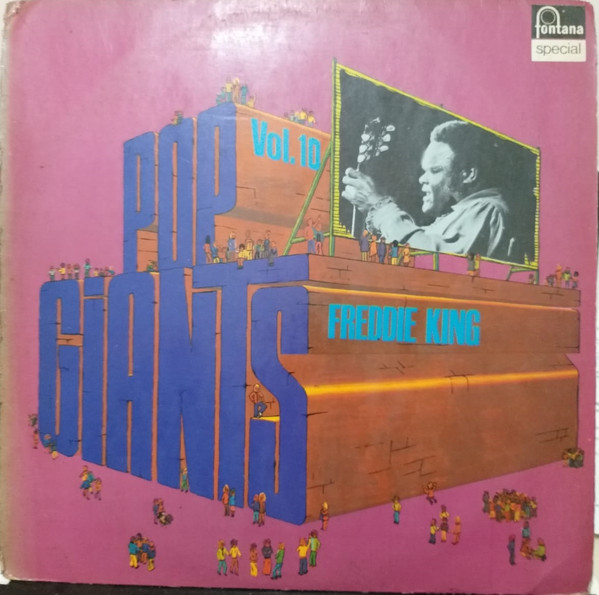 fontana
special
POP
Vol. 10
GIANTS
FREDDIE KING